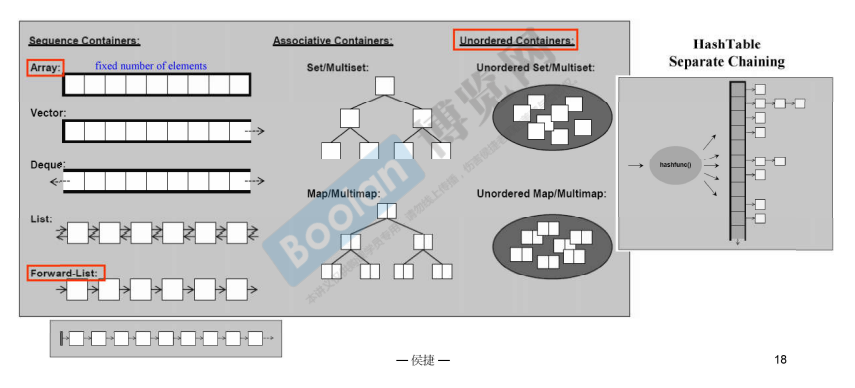 Sequence Containers:
Associative Containers:
Unordered Containers:
Array:
fixed number of elements
Vector:
Deque:
List:
Forward-List:
Set/Multiset:
Map/Multimap:
Unordered Set/Multiset:
Unordered Map/Multimap:
HashTable
Separate Chaining
hashfunc()
Boolan 博览网
— 侯捷 —
18